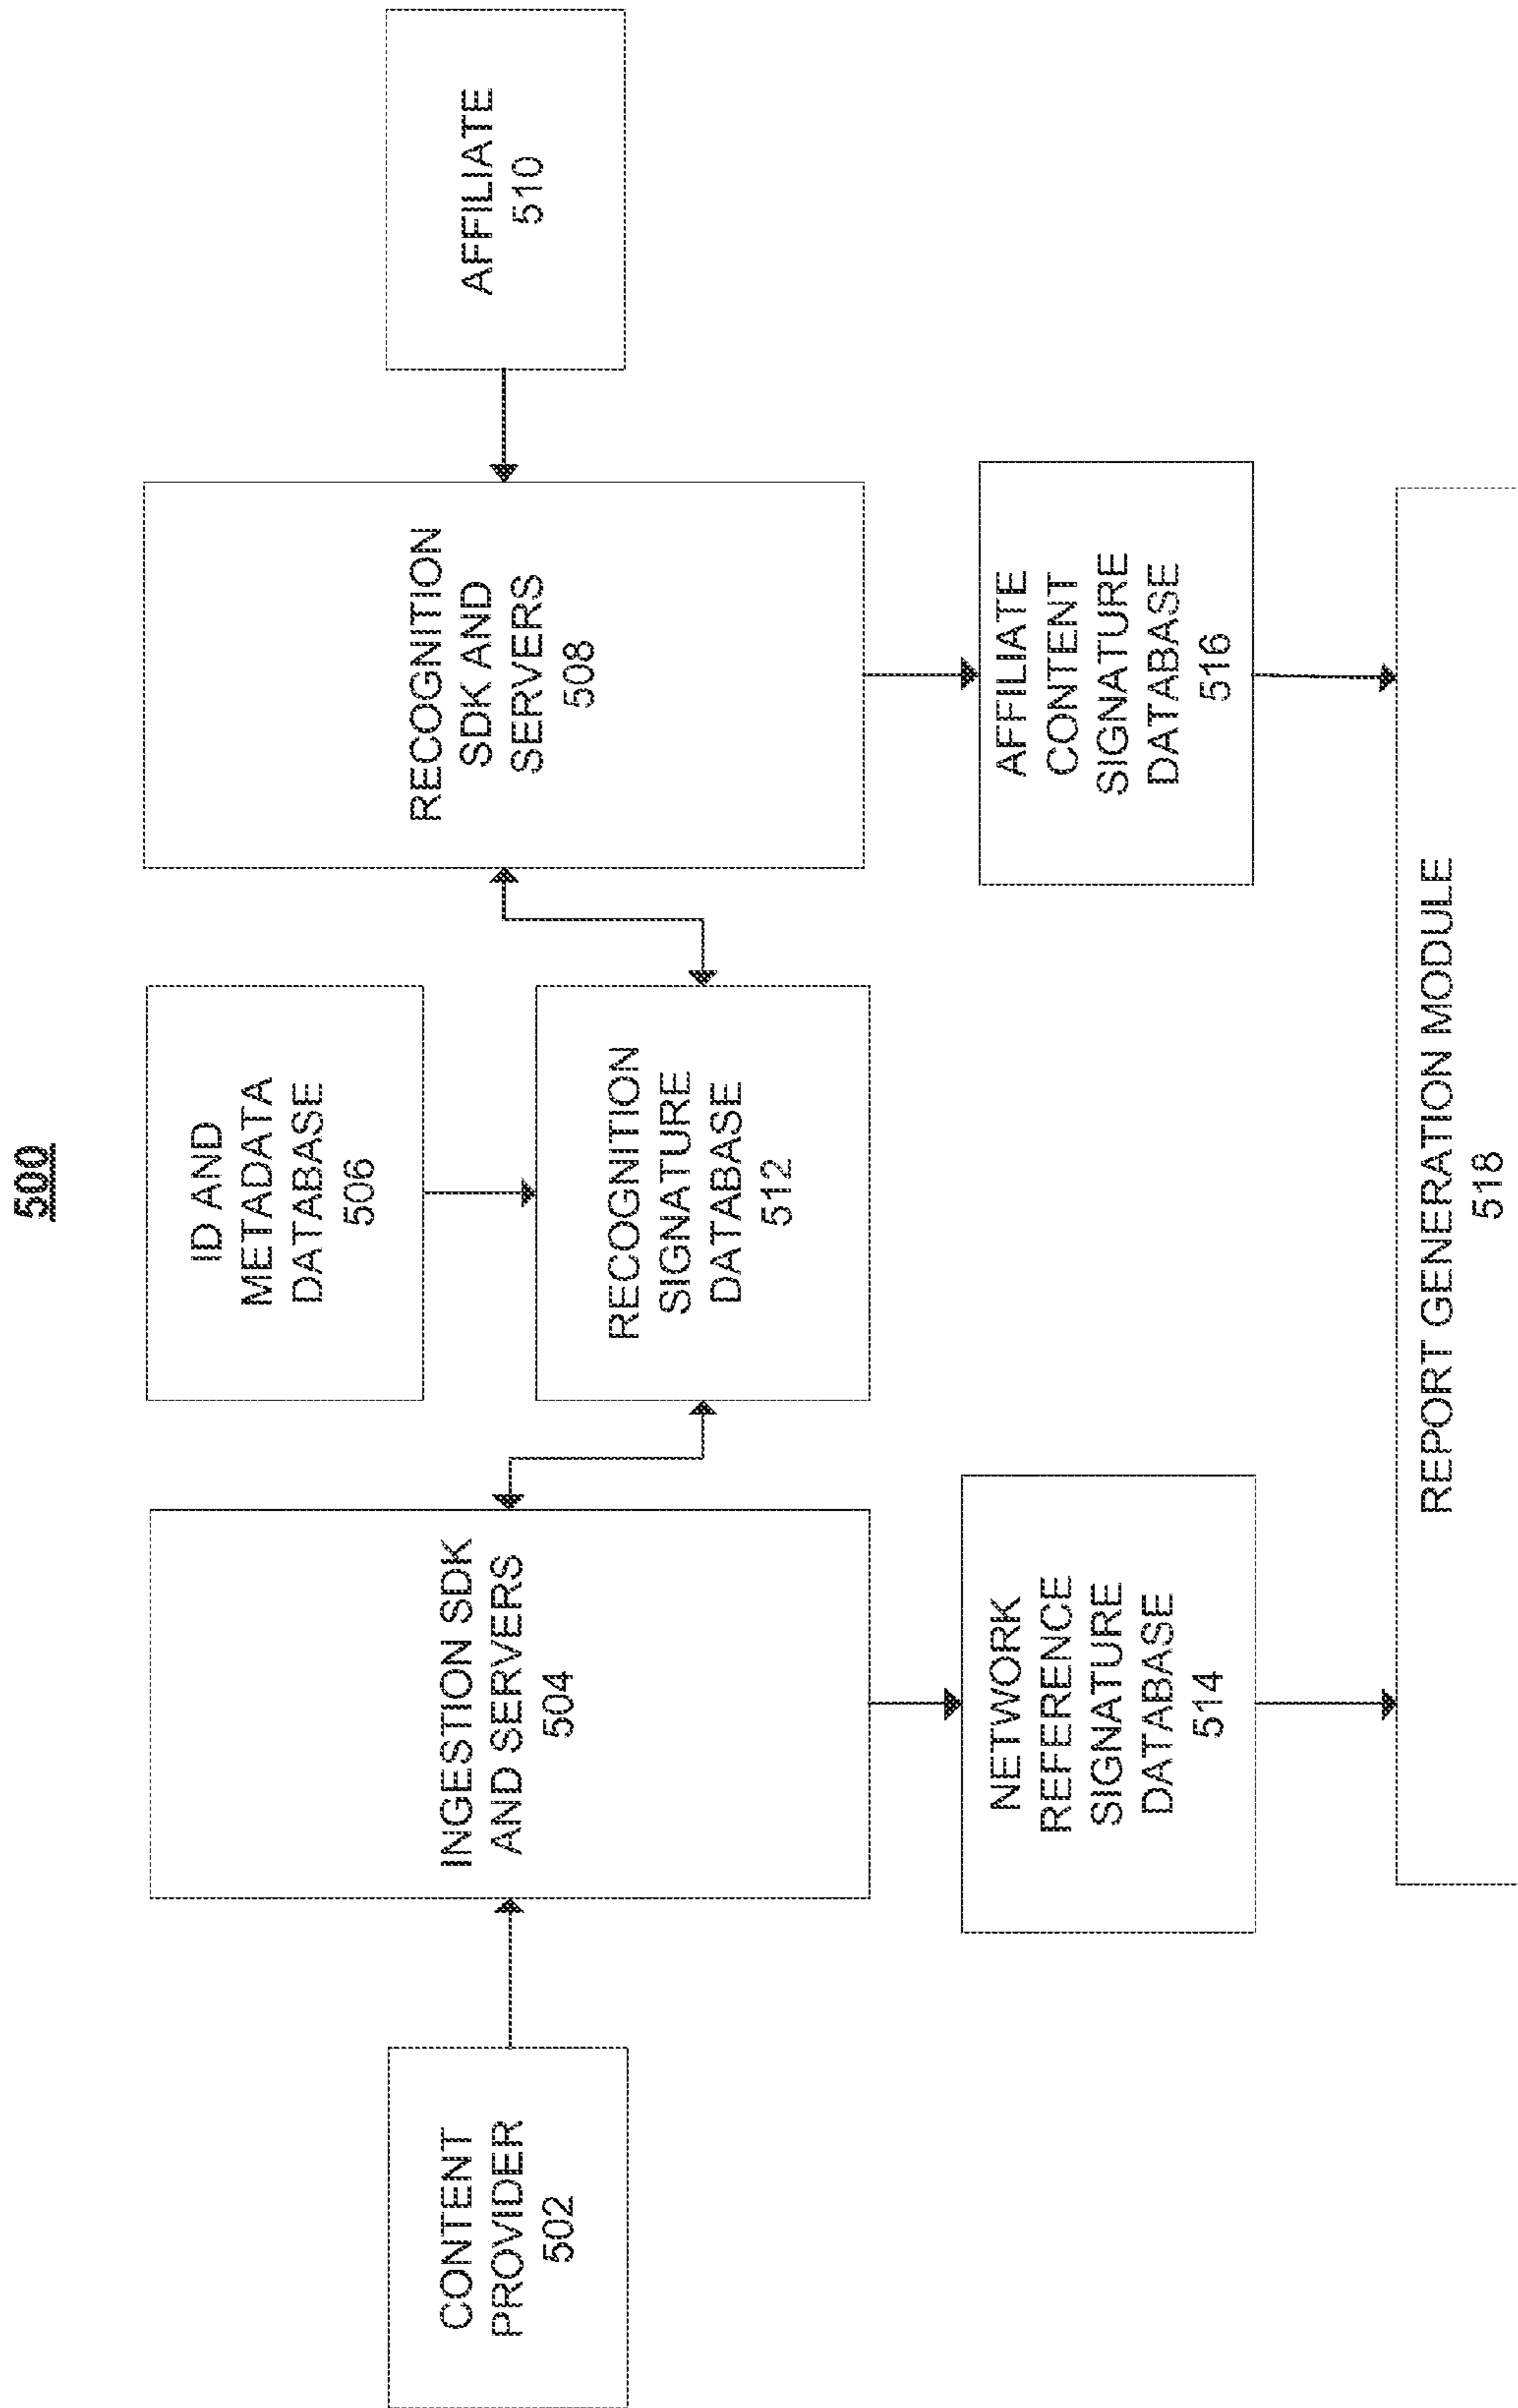 500
CONTENT
PROVIDER
502
INGESTION SDK
AND SERVERS
504
ID AND
METADATA
DATABASE
506
RECOGNITION
SDK AND
SERVERS
508
AFFILIATE
510
RECOGNITION
SIGNATURE
DATABASE
512
NETWORK
REFERENCE
SIGNATURE
DATABASE
514
AFFILIATE
CONTENT
SIGNATURE
DATABASE
516
REPORT GENERATION MODULE
518